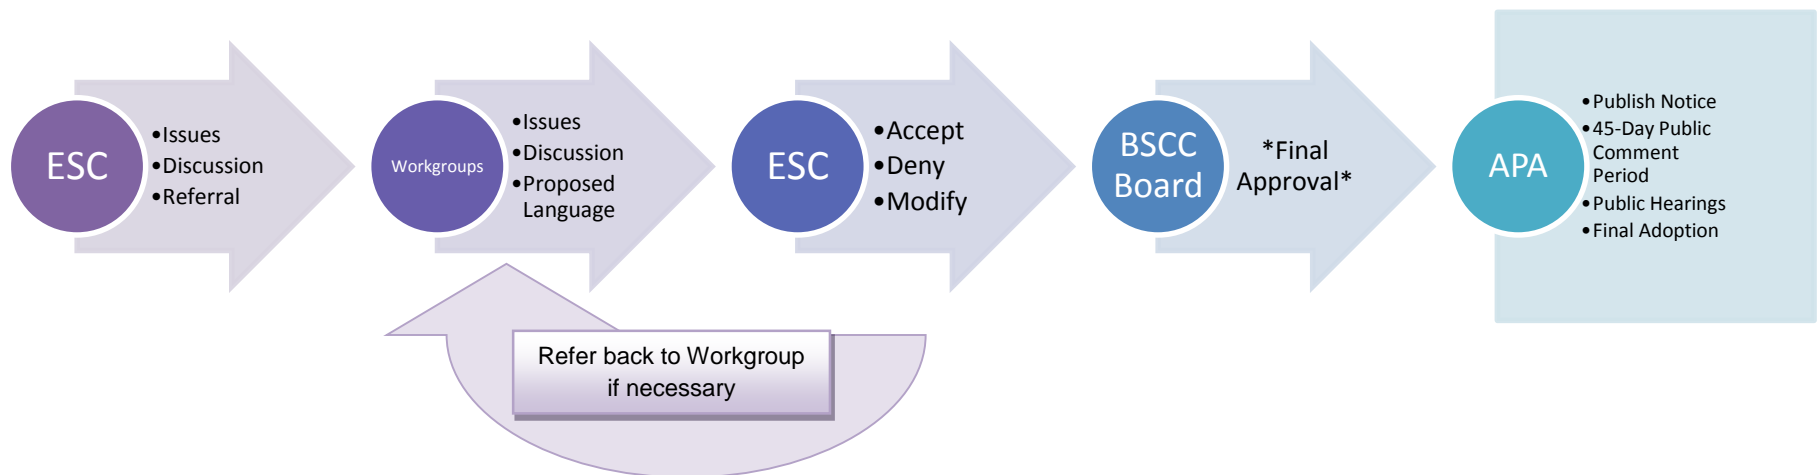 ESC
•Issues
•Discussion
•Referral
Workgroups
•Issues
•Discussion
•Proposed
Language
ESC
•Accept
•Deny
•Modify
BSCC
Board
*Final
Approval*
APA
•Publish Notice
•45-Day Public
Comment
Period
•Public Hearings
•Final Adoption
Refer back to Workgroup
if necessary